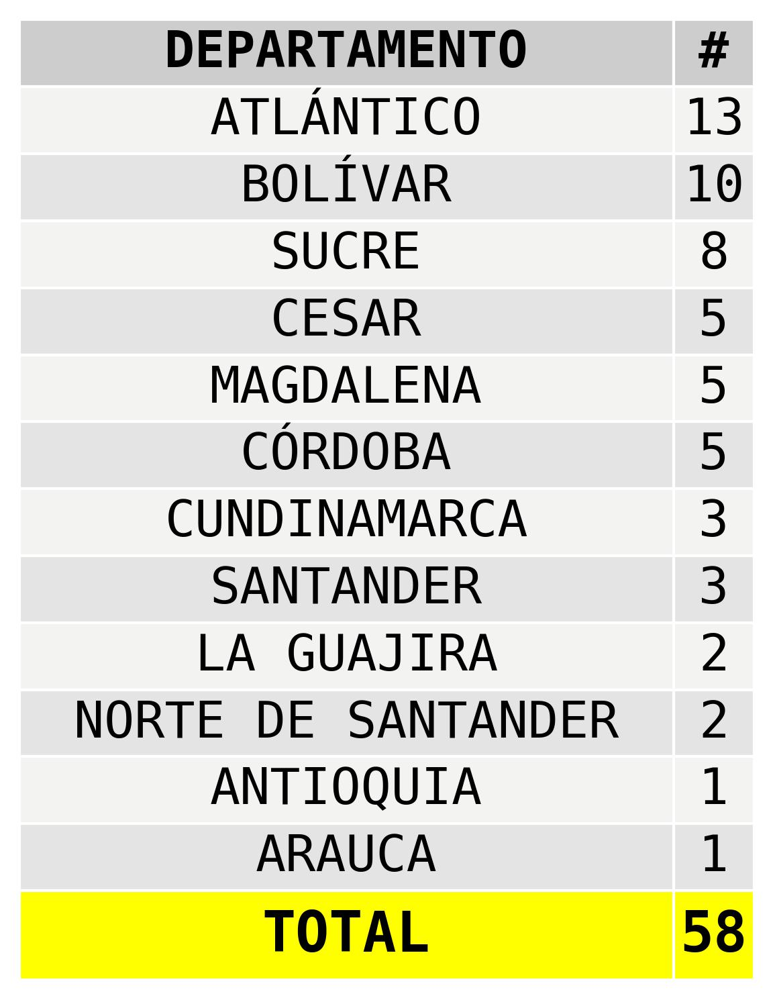 DEPARTAMENTO #
ATLÁNTICO 13
BOLÍVAR 10
SUCRE 8
CESAR 5
MAGDALENA 5
CÓRDOBA 5
CUNDINAMARCA 3
SANTANDER 3
LA GUAJIRA 2
NORTE DE SANTANDER 2
ANTIOQUIA 1
ARAUCA 1
TOTAL 58